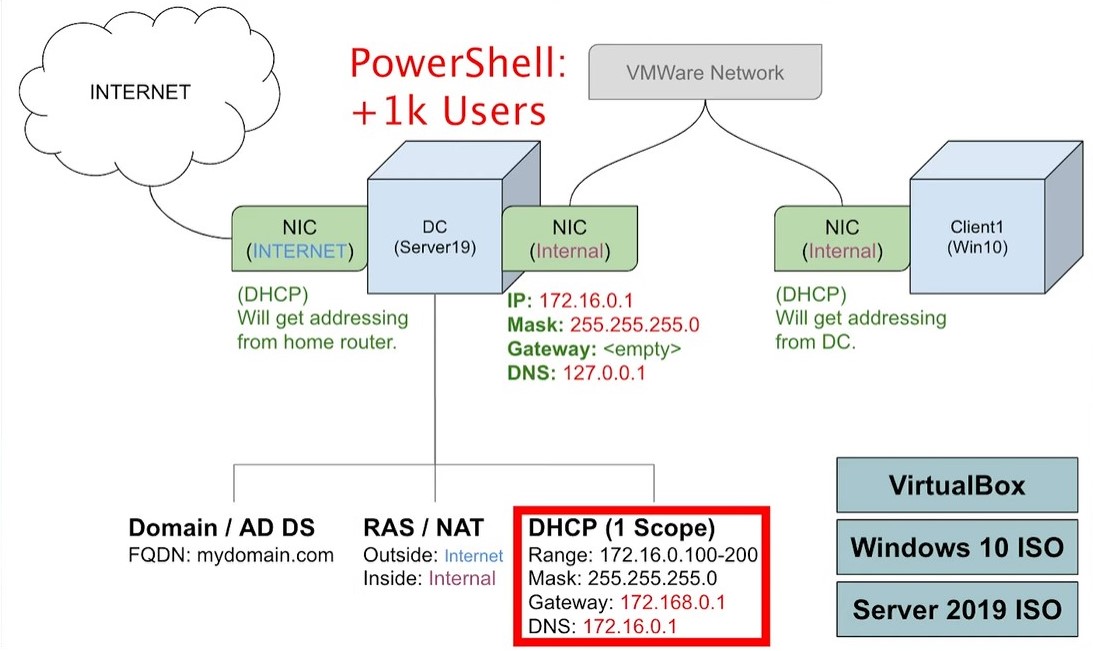 INTERNET
PowerShell:
+1k Users
VMWare Network
NIC
(INTERNET)
DC
(Server19)
NIC
(Internal)
NIC
(Internal)
Client1
(Win10)
(DHCP)
Will get addressing
from home router.
IP: 172.16.0.1
Mask: 255.255.255.0
Gateway: <empty>
DNS: 127.0.0.1
(DHCP)
Will get addressing
from DC.
Domain / AD DS
FQDN: mydomain.com
RAS / NAT
Outside: Internet
Inside: Internal
DHCP (1 Scope)
Range: 172.16.0.100-200
Mask: 255.255.255.0
Gateway: 172.168.0.1
DNS: 172.16.0.1
VirtualBox
Windows 10 ISO
Server 2019 ISO